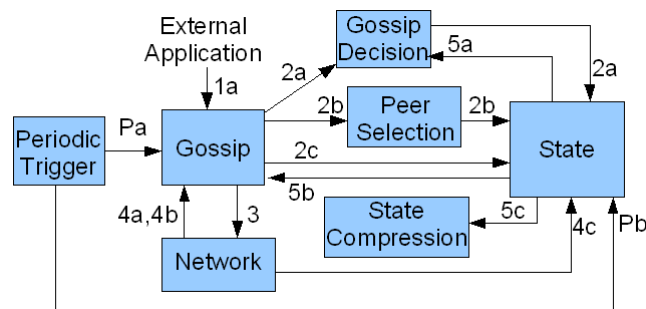 External
Application
1a
Gossip
Decision
5a
2a
2a
Periodic
Trigger
Pa
Gossip
2b
Peer
Selection
2b
State
2c
5b
4a,4b
3
State
Compression
5c
4c
Pb
Network